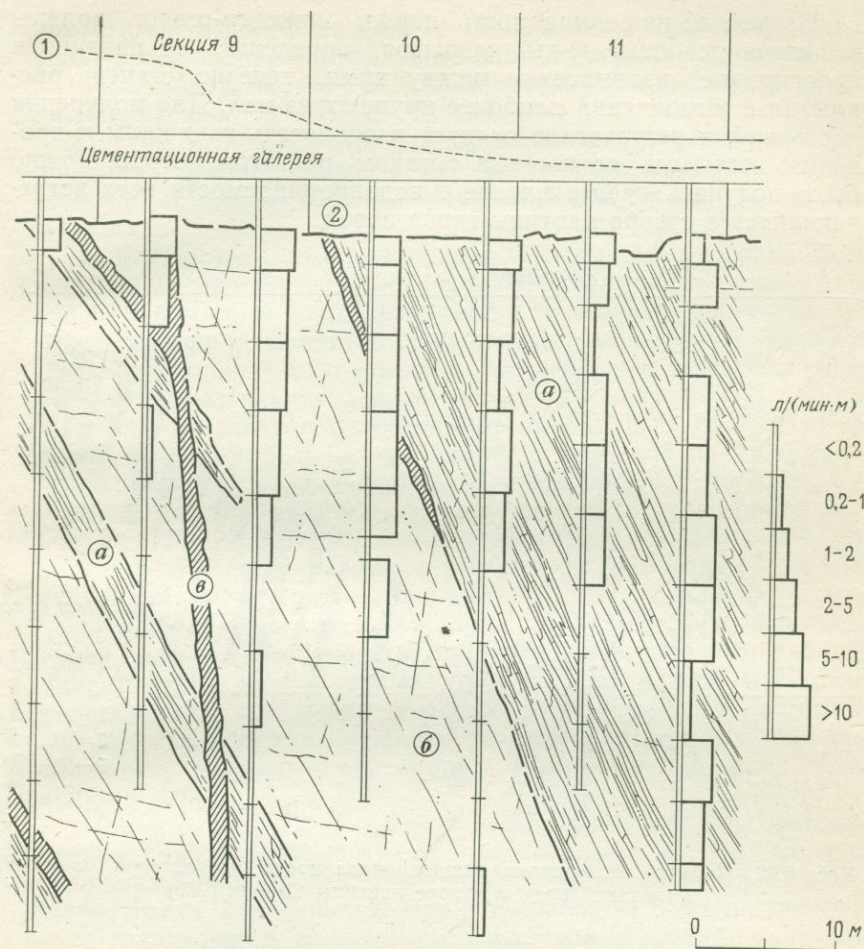 ① Секция 9 10 11
Цементационная галерея
②
а
л/(мин·м)
<0,2
0,2-1
а
1-2
в
2-5
5-10
>10
б
0 10 м